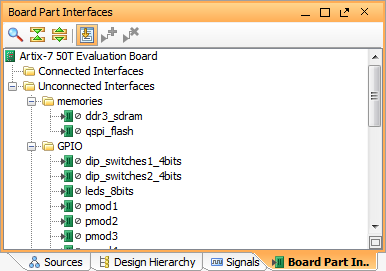 Board Part Interfaces
Artix-7 50T Evaluation Board
Connected Interfaces
Unconnected Interfaces
memories
ddr3_sdram
qspi_flash
GPIO
dip_switches1_4bits
dip_switches2_4bits
leds_8bits
pmod1
pmod2
pmod3
Sources Design Hierarchy Signals Board Part In..